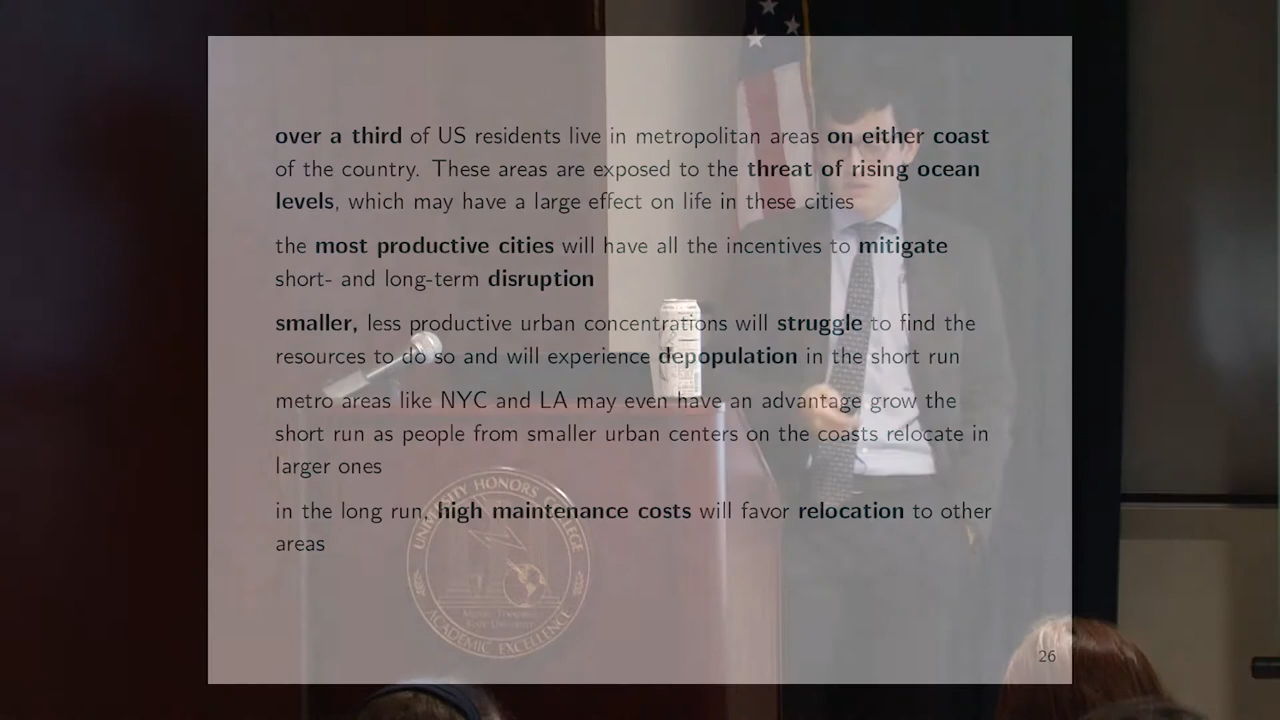 over a third of US residents live in metropolitan areas on either coast
of the country. These areas are exposed to the threat of rising ocean
levels, which may have a large effect on life in these cities
the most productive cities will have all the incentives to mitigate
short- and long-term disruption
smaller, less productive urban concentrations will struggle to find the
resources to do so and will experience depopulation in the short run
metro areas like NYC and LA may even have an advantage grow the
short run as people from smaller urban centers on the coasts relocate in
larger ones
in the long run, high maintenance costs will favor relocation to other
areas
UNIVERSITY HONORS COLLEGE
ACADEMIC EXCELLENCE
26